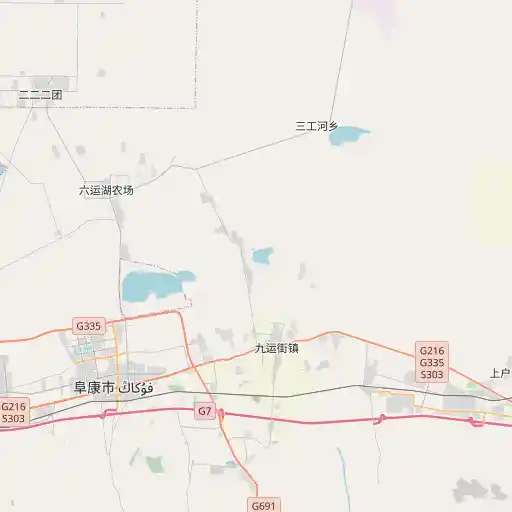 二二二团
三工河乡
六运湖农场
G335
九运街镇
G216
G335
S303
上户
阜康市 فۇكاڭ
G216
S303
G7
G691